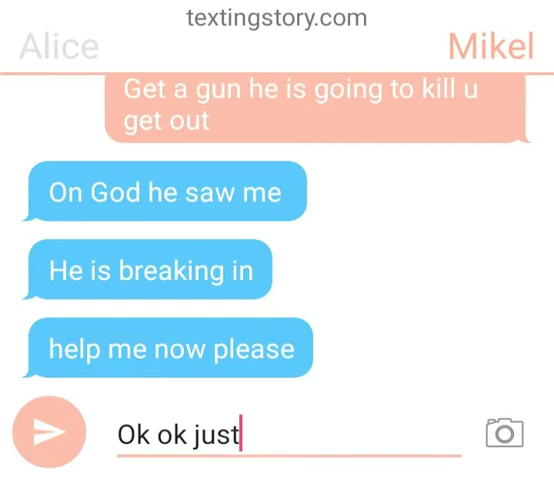 textingstory.com
Alice
Mikel
Get a gun he is going to kill u
get out
On God he saw me
He is breaking in
help me now please
Ok ok just